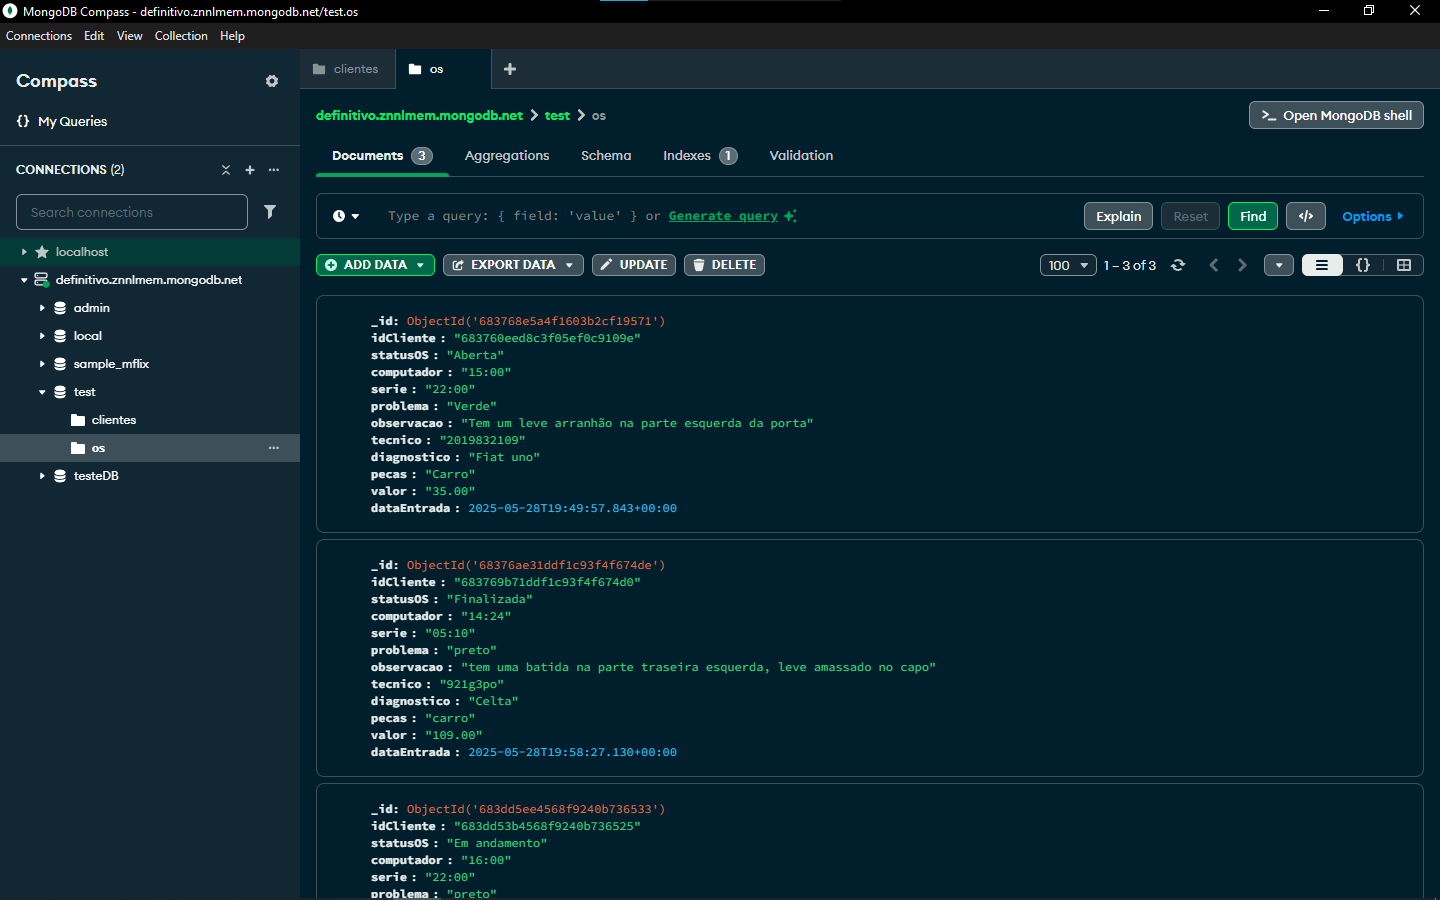 MongoDB Compass - definitivo.znnlmem.mongodb.net/test.os
Connections Edit View Collection Help
Compass
{} My Queries
CONNECTIONS (2)
Search connections
localhost
definitivo.znnlmem.mongodb.net
admin
local
sample_mflix
test
clientes
os
testeDB
clientes
os
definitivo.znnlmem.mongodb.net > test > os
>_ Open MongoDB shell
Documents 3 Aggregations Schema Indexes 1 Validation
Type a query: { field: 'value' } or Generate query
Explain Reset Find </> Options
ADD DATA EXPORT DATA UPDATE DELETE
100 1 – 3 of 3 {}
_id: ObjectId('683768e5a4f1603b2cf19571')
idCliente : "683760eed8c3f05ef0c9109e"
statusOS : "Aberta"
computador : "15:00"
serie : "22:00"
problema : "Verde"
observacao : "Tem um leve arranhão na parte esquerda da porta"
tecnico : "2019832109"
diagnostico : "Fiat uno"
pecas : "Carro"
valor : "35.00"
dataEntrada : 2025-05-28T19:49:57.843+00:00
_id: ObjectId('68376ae31ddf1c93f4f674de')
idCliente : "683769b71ddf1c93f4f674d0"
statusOS : "Finalizada"
computador : "14:24"
serie : "05:10"
problema : "preto"
observacao : "tem uma batida na parte traseira esquerda, leve amassado no capo"
tecnico : "921g3po"
diagnostico : "Celta"
pecas : "carro"
valor : "109.00"
dataEntrada : 2025-05-28T19:58:27.130+00:00
_id: ObjectId('683dd5ee4568f9240b736533')
idCliente : "683dd53b4568f9240b736525"
statusOS : "Em andamento"
computador : "16:00"
serie : "22:00"
problema : "preto"